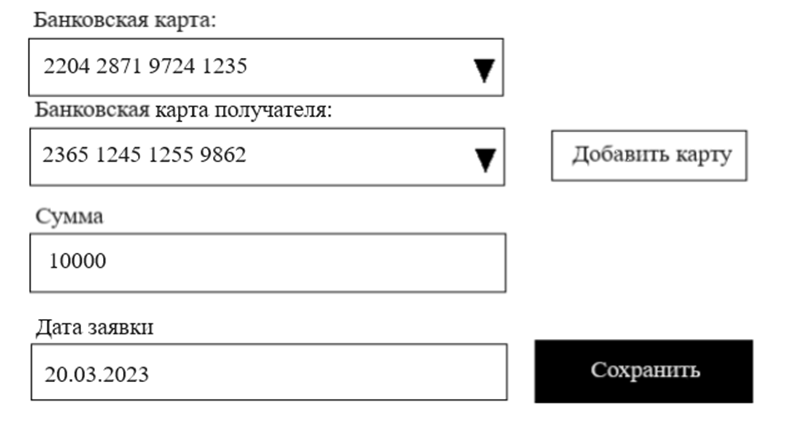 Банковская карта:
2204 2871 9724 1235
Банковская карта получателя:
2365 1245 1255 9862
Добавить карту
Сумма
10000
Дата заявки
20.03.2023
Сохранить